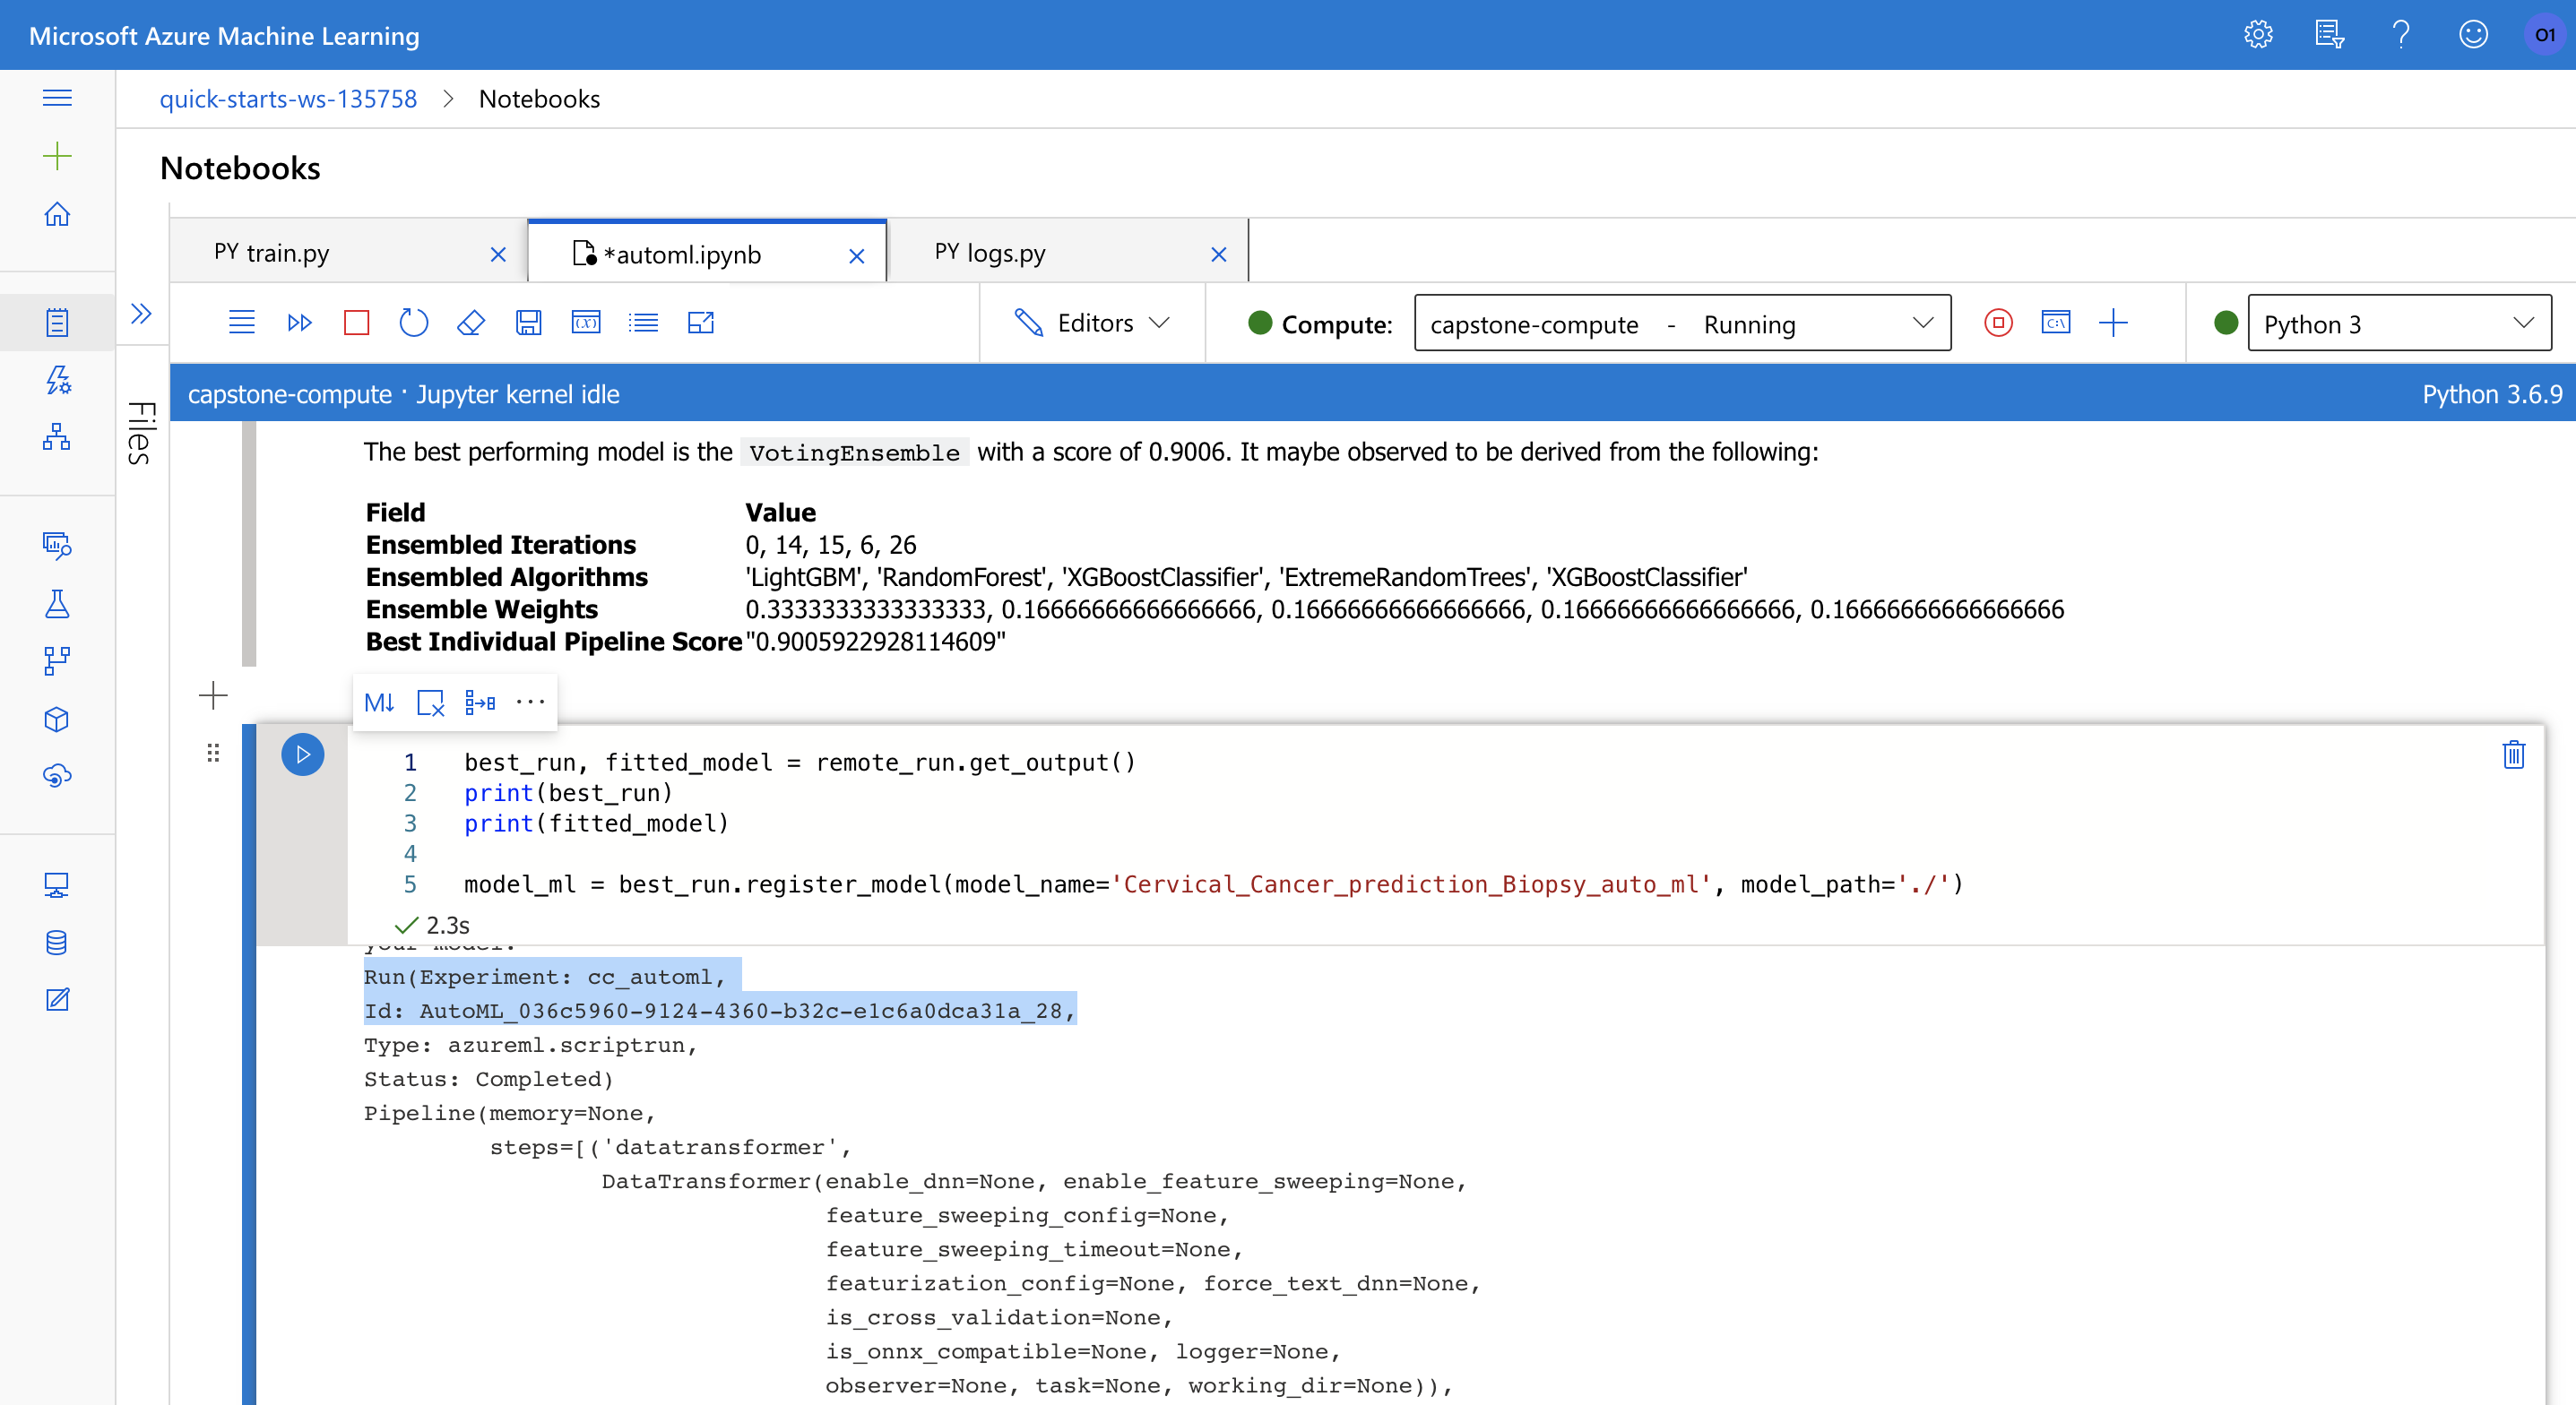 Microsoft Azure Machine Learning
O1
quick-starts-ws-135758 > Notebooks
Notebooks
PY train.py
*automl.ipynb
PY logs.py
Editors
Compute:
capstone-compute - Running
Python 3
capstone-compute · Jupyter kernel idle
Python 3.6.9
Files
The best performing model is the VotingEnsemble with a score of 0.9006. It maybe observed to be derived from the following:
Field Value
Ensembled Iterations 0, 14, 15, 6, 26
Ensembled Algorithms 'LightGBM', 'RandomForest', 'XGBoostClassifier', 'ExtremeRandomTrees', 'XGBoostClassifier'
Ensemble Weights 0.3333333333333333, 0.16666666666666666, 0.16666666666666666, 0.16666666666666666, 0.16666666666666666
Best Individual Pipeline Score "0.9005922928114609"
M↓
1 best_run, fitted_model = remote_run.get_output()
2 print(best_run)
3 print(fitted_model)
4
5 model_ml = best_run.register_model(model_name='Cervical_Cancer_prediction_Biopsy_auto_ml', model_path='./')
2.3s
your model.
Run(Experiment: cc_automl,
Id: AutoML_036c5960-9124-4360-b32c-e1c6a0dca31a_28,
Type: azureml.scriptrun,
Status: Completed)
Pipeline(memory=None,
steps=[('datatransformer',
DataTransformer(enable_dnn=None, enable_feature_sweeping=None,
feature_sweeping_config=None,
feature_sweeping_timeout=None,
featurization_config=None, force_text_dnn=None,
is_cross_validation=None,
is_onnx_compatible=None, logger=None,
observer=None, task=None, working_dir=None)),